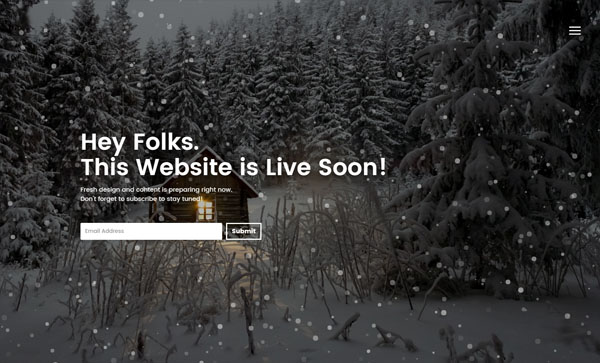 Hey Folks.
This Website is Live Soon!
Fresh design and content is preparing right now.
Don't forget to subscribe to stay tuned!
Email Address
Submit